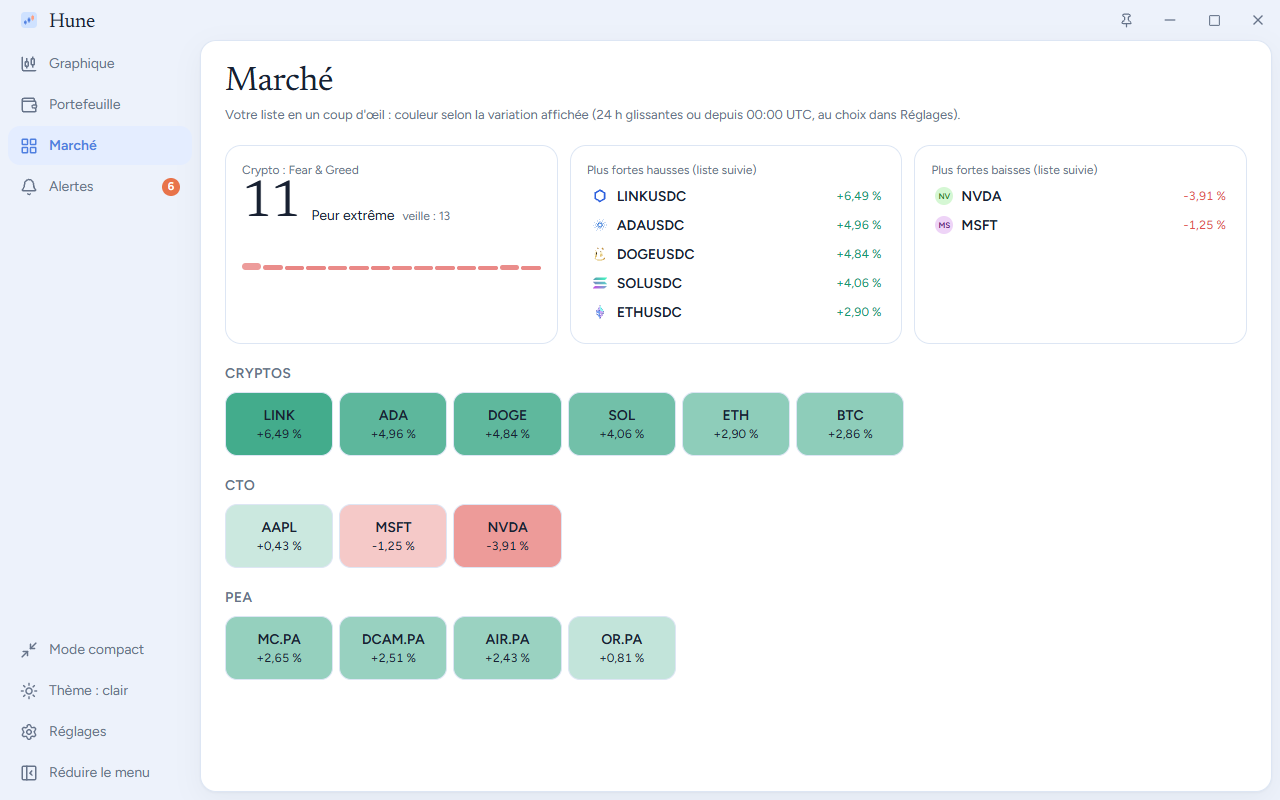 Hune
Graphique
Portefeuille
Marché
Alertes
6
Mode compact
Thème : clair
Réglages
Réduire le menu
Marché
Votre liste en un coup d'œil : couleur selon la variation affichée (24 h glissantes ou depuis 00:00 UTC, au choix dans Réglages).
Crypto : Fear & Greed
11 Peur extrême veille : 13
Plus fortes hausses (liste suivie)
LINKUSDC +6,49 %
ADAUSDC +4,96 %
DOGEUSDC +4,84 %
SOLUSDC +4,06 %
ETHUSDC +2,90 %
Plus fortes baisses (liste suivie)
NV NVDA -3,91 %
MS MSFT -1,25 %
CRYPTOS
LINK
+6,49 %
ADA
+4,96 %
DOGE
+4,84 %
SOL
+4,06 %
ETH
+2,90 %
BTC
+2,86 %
CTO
AAPL
+0,43 %
MSFT
-1,25 %
NVDA
-3,91 %
PEA
MC.PA
+2,65 %
DCAM.PA
+2,51 %
AIR.PA
+2,43 %
OR.PA
+0,81 %